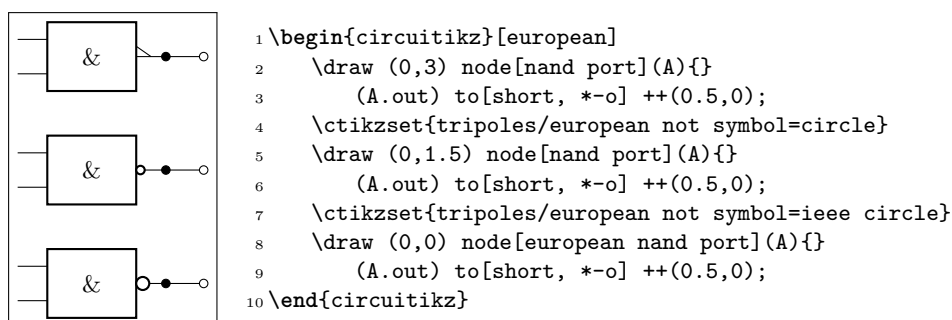 &
&
&
1 \begin{circuitikz}[european]
2     \draw (0,3) node[nand port](A){}
3         (A.out) to[short, *-o] ++(0.5,0);
4     \ctikzset{tripoles/european not symbol=circle}
5     \draw (0,1.5) node[nand port](A){}
6         (A.out) to[short, *-o] ++(0.5,0);
7     \ctikzset{tripoles/european not symbol=ieee circle}
8     \draw (0,0) node[european nand port](A){}
9         (A.out) to[short, *-o] ++(0.5,0);
10 \end{circuitikz}